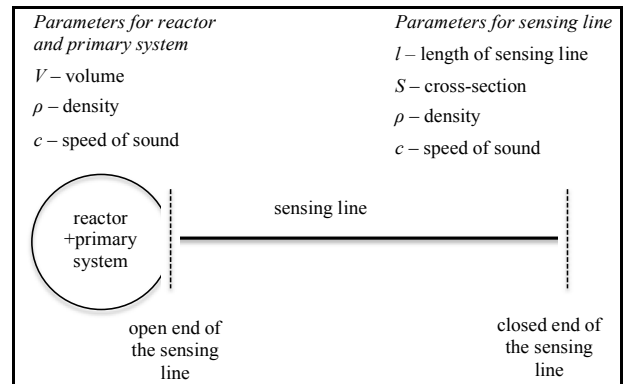 Parameters for reactor
and primary system
V – volume
ρ – density
c – speed of sound
Parameters for sensing line
l – length of sensing line
S – cross-section
ρ – density
c – speed of sound
reactor
+primary
system
sensing line
open end of
the sensing
line
closed end of
the sensing
line